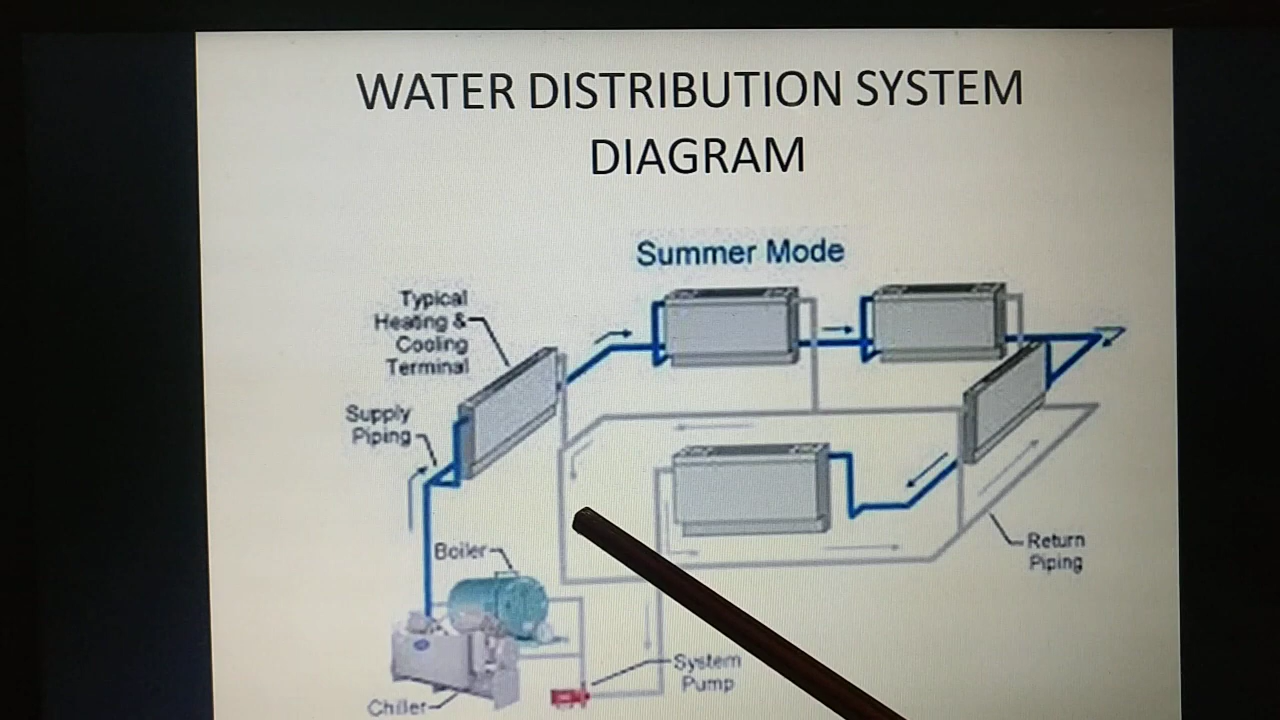 WATER DISTRIBUTION SYSTEM
DIAGRAM
Summer Mode
Typical
Heating &
Cooling
Terminal
Supply
Piping
Boiler
Return
Piping
System
Pump
Chiller